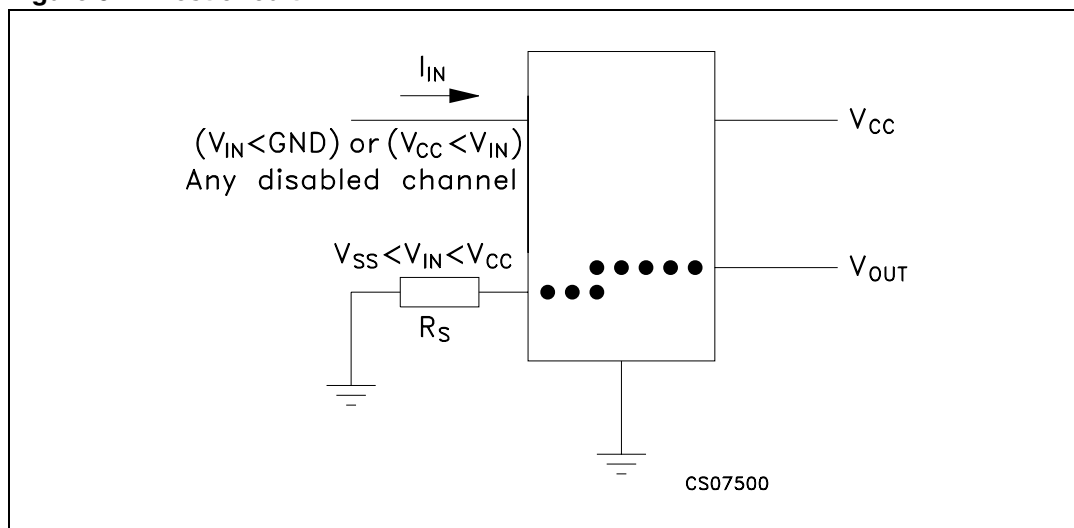 I_IN
V_CC
(V_IN<GND) or (V_CC<V_IN)
Any disabled channel
V_SS<V_IN<V_CC
V_OUT
R_S
CS07500